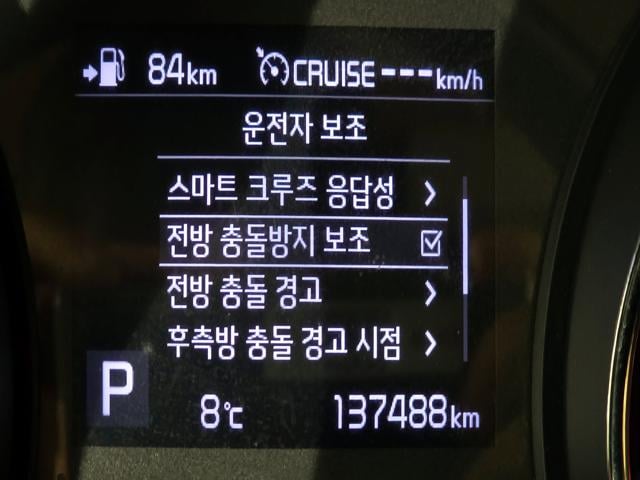 84km CRUISE---km/h
운전자 보조
스마트 크루즈 응답성
전방 충돌방지 보조
전방 충돌 경고
후측방 충돌 경고 시점
P
8℃ 137488km